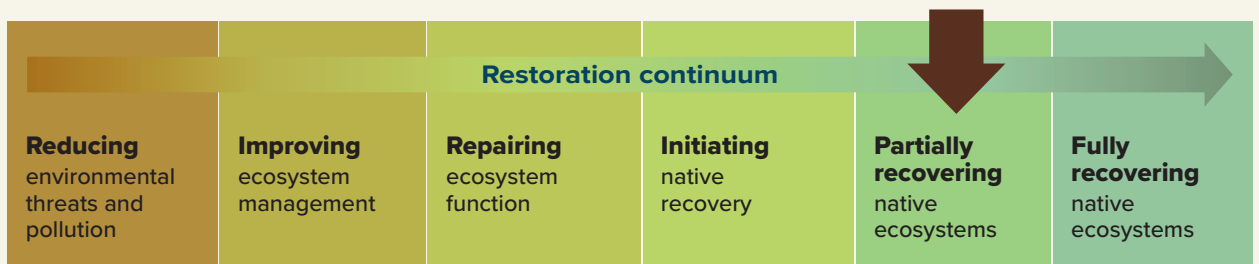 Restoration continuum
Reducing
environmental
threats and
pollution
Improving
ecosystem
management
Repairing
ecosystem
function
Initiating
native
recovery
Partially
recovering
native
ecosystems
Fully
recovering
native
ecosystems